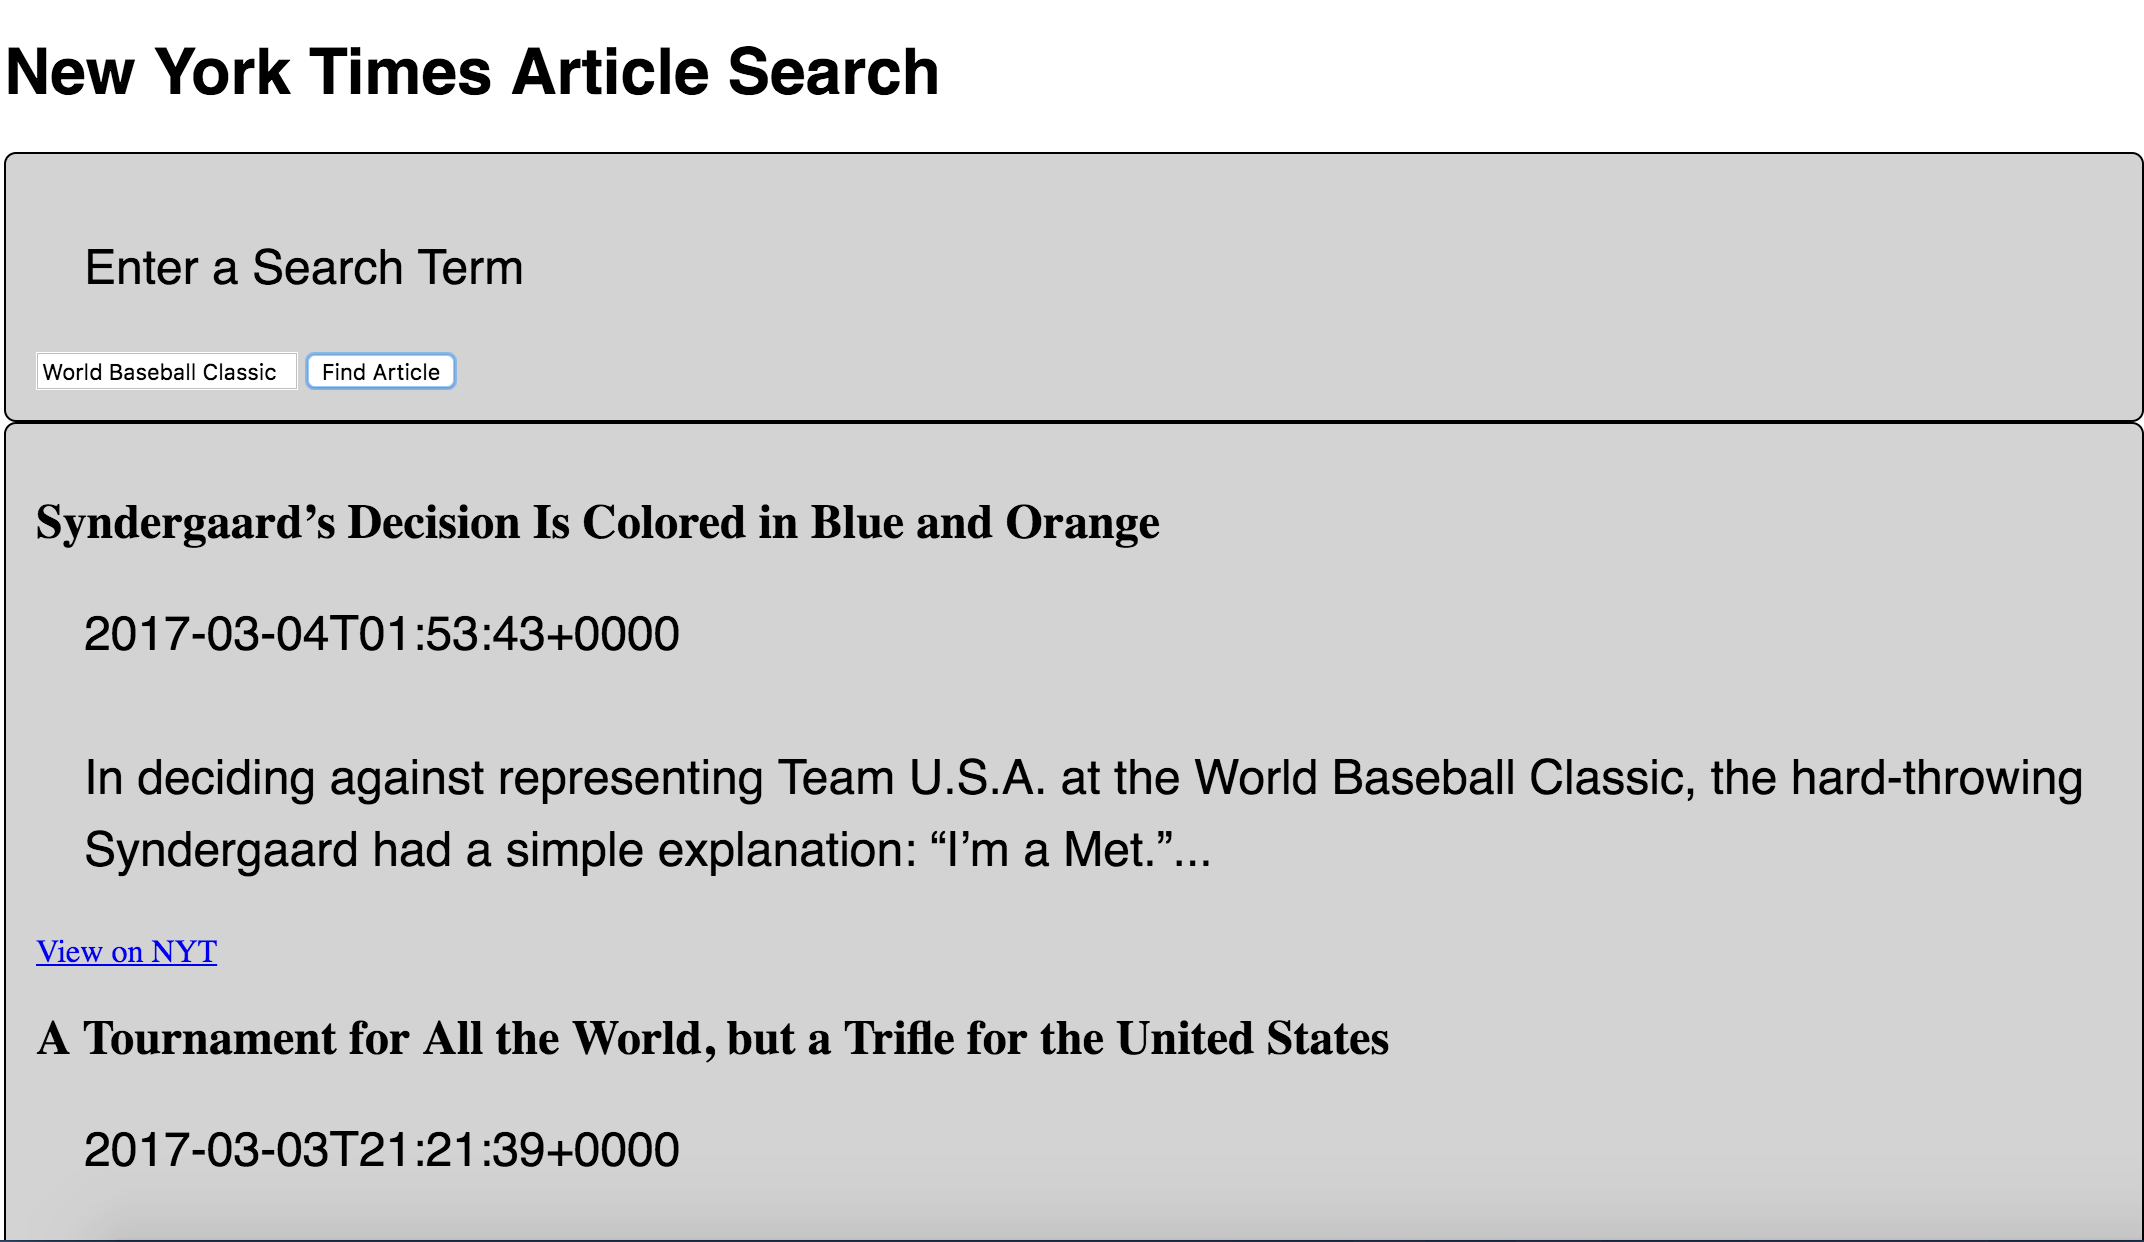 New York Times Article Search
Enter a Search Term
World Baseball Classic Find Article
Syndergaard’s Decision Is Colored in Blue and Orange
2017-03-04T01:53:43+0000
In deciding against representing Team U.S.A. at the World Baseball Classic, the hard-throwing
Syndergaard had a simple explanation: “I’m a Met.”...
View on NYT
A Tournament for All the World, but a Trifle for the United States
2017-03-03T21:21:39+0000